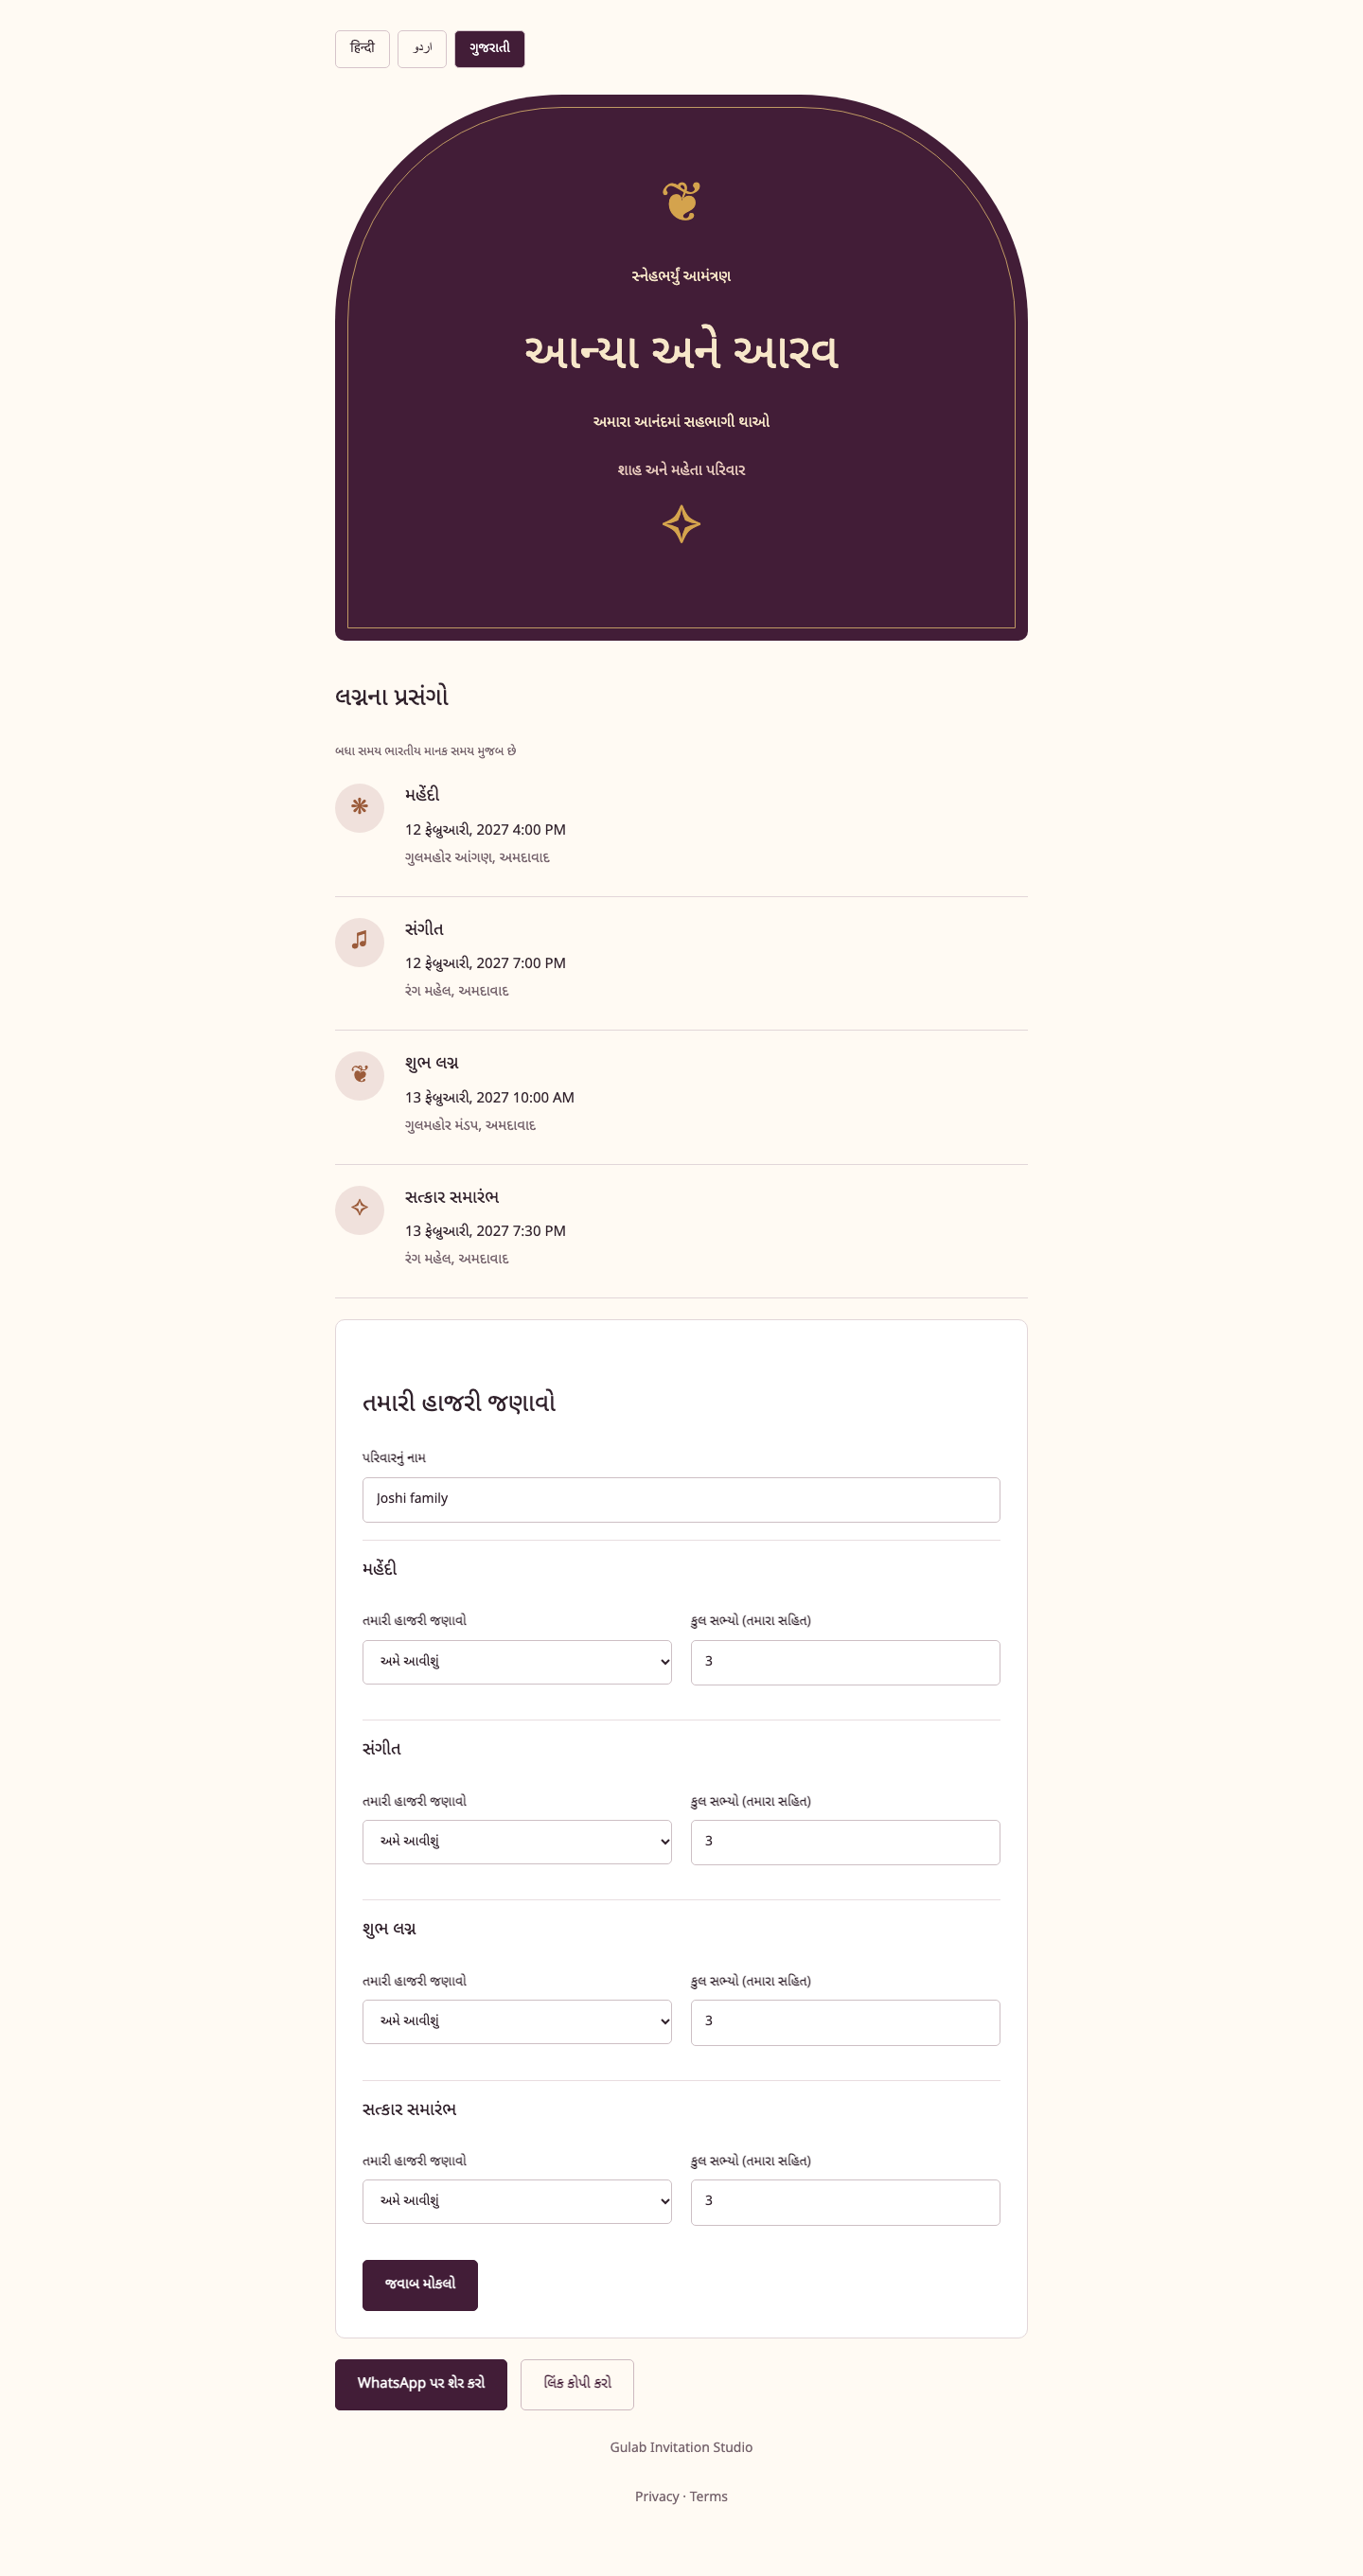 हिन्दी
اردو
ગુજરાતી
સ્નેહભર્યું આમંત્રણ
આન્યા અને આરવ
અમારા આનંદમાં સહભાગી થાઓ
શાહ અને મહેતા પરિવાર
લગ્નના પ્રસંગો
બધા સમય ભારતીય માનક સમય મુજબ છે
મહેંદી
12 ફેબ્રુઆરી, 2027 4:00 PM
ગુલમહોર આંગણ, અમદાવાદ
સંગીત
12 ફેબ્રુઆરી, 2027 7:00 PM
રંગ મહેલ, અમદાવાદ
શુભ લગ્ન
13 ફેબ્રુઆરી, 2027 10:00 AM
ગુલમહોર મંડપ, અમદાવાદ
સત્કાર સમારંભ
13 ફેબ્રુઆરી, 2027 7:30 PM
રંગ મહેલ, અમદાવાદ
તમારી હાજરી જણાવો
પરિવારનું નામ
Joshi family
મહેંદી
તમારી હાજરી જણાવો
કુલ સભ્યો (તમારા સહિત)
અમે આવીશું
3
સંગીત
તમારી હાજરી જણાવો
કુલ સભ્યો (તમારા સહિત)
અમે આવીશું
3
શુભ લગ્ન
તમારી હાજરી જણાવો
કુલ સભ્યો (તમારા સહિત)
અમે આવીશું
3
સત્કાર સમારંભ
તમારી હાજરી જણાવો
કુલ સભ્યો (તમારા સહિત)
અમે આવીશું
3
જવાબ મોકલો
WhatsApp પર શેર કરો
લિંક કોપી કરો
Gulab Invitation Studio
Privacy · Terms